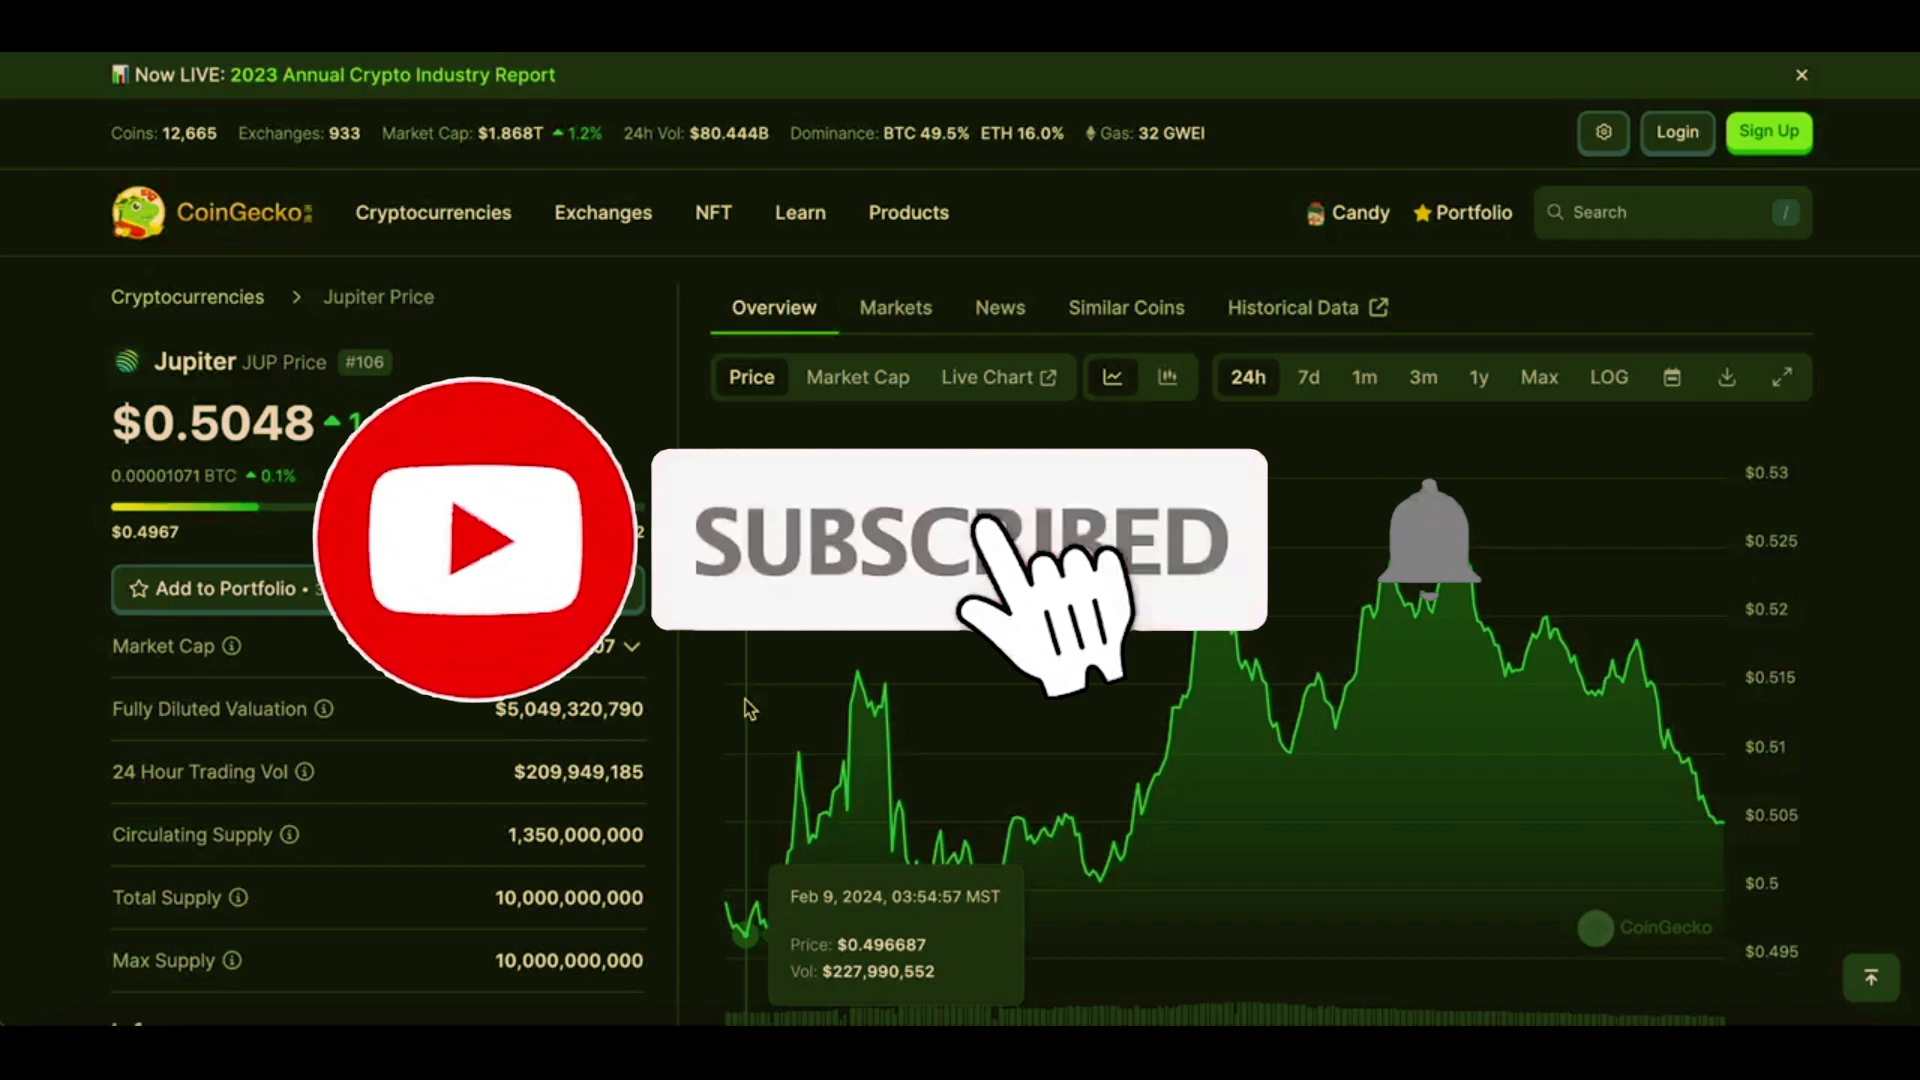 Now LIVE: 2023 Annual Crypto Industry Report
Coins: 12,665 Exchanges: 933 Market Cap: $1.868T 1.2% 24h Vol: $80.444B Dominance: BTC 49.5% ETH 16.0% Gas: 32 GWEI
Login
Sign Up
CoinGecko
Cryptocurrencies Exchanges NFT Learn Products
Candy Portfolio Search /
Cryptocurrencies > Jupiter Price
Jupiter JUP Price #106
$0.5048
0.00001071 BTC 0.1%
$0.4967
Add to Portfolio •
Market Cap
Fully Diluted Valuation $5,049,320,790
24 Hour Trading Vol $209,949,185
Circulating Supply 1,350,000,000
Total Supply 10,000,000,000
Max Supply 10,000,000,000
Overview Markets News Similar Coins Historical Data
Price Market Cap Live Chart 24h 7d 1m 3m 1y Max LOG
SUBSCRIBED
$0.53
$0.525
$0.52
$0.515
$0.51
$0.505
$0.5
$0.495
Feb 9, 2024, 03:54:57 MST
Price: $0.496687
Vol: $227,990,552
CoinGecko